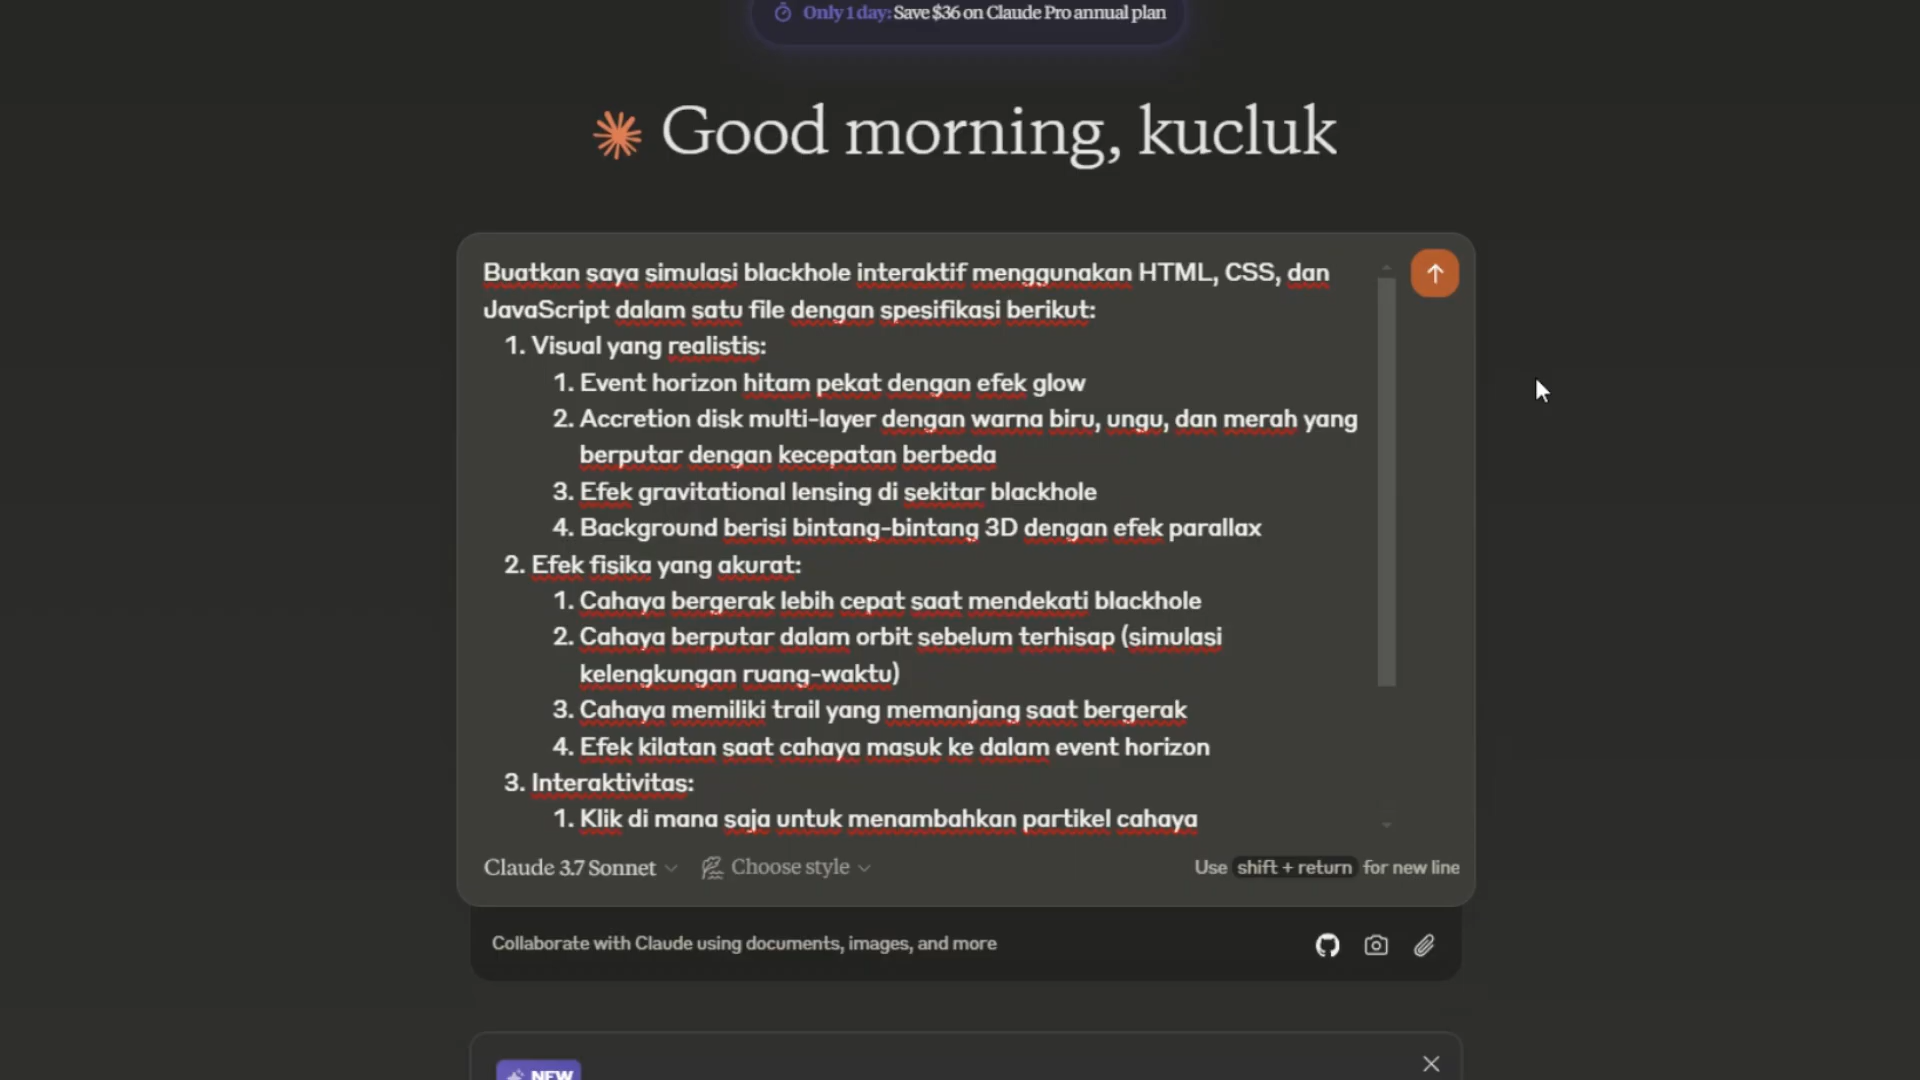 Only 1 day: Save $36 on Claude Pro annual plan
Good morning, kucluk
Buatkan saya simulasi blackhole interaktif menggunakan HTML, CSS, dan
JavaScript dalam satu file dengan spesifikasi berikut:
1. Visual yang realistis:
1. Event horizon hitam pekat dengan efek glow
2. Accretion disk multi-layer dengan warna biru, ungu, dan merah yang
berputar dengan kecepatan berbeda
3. Efek gravitational lensing di sekitar blackhole
4. Background berisi bintang-bintang 3D dengan efek parallax
2. Efek fisika yang akurat:
1. Cahaya bergerak lebih cepat saat mendekati blackhole
2. Cahaya berputar dalam orbit sebelum terhisap (simulasi
kelengkungan ruang-waktu)
3. Cahaya memiliki trail yang memanjang saat bergerak
4. Efek kilatan saat cahaya masuk ke dalam event horizon
3. Interaktivitas:
1. Klik di mana saja untuk menambahkan partikel cahaya
Claude 3.7 Sonnet
Choose style
Use shift + return for new line
Collaborate with Claude using documents, images, and more
NEW